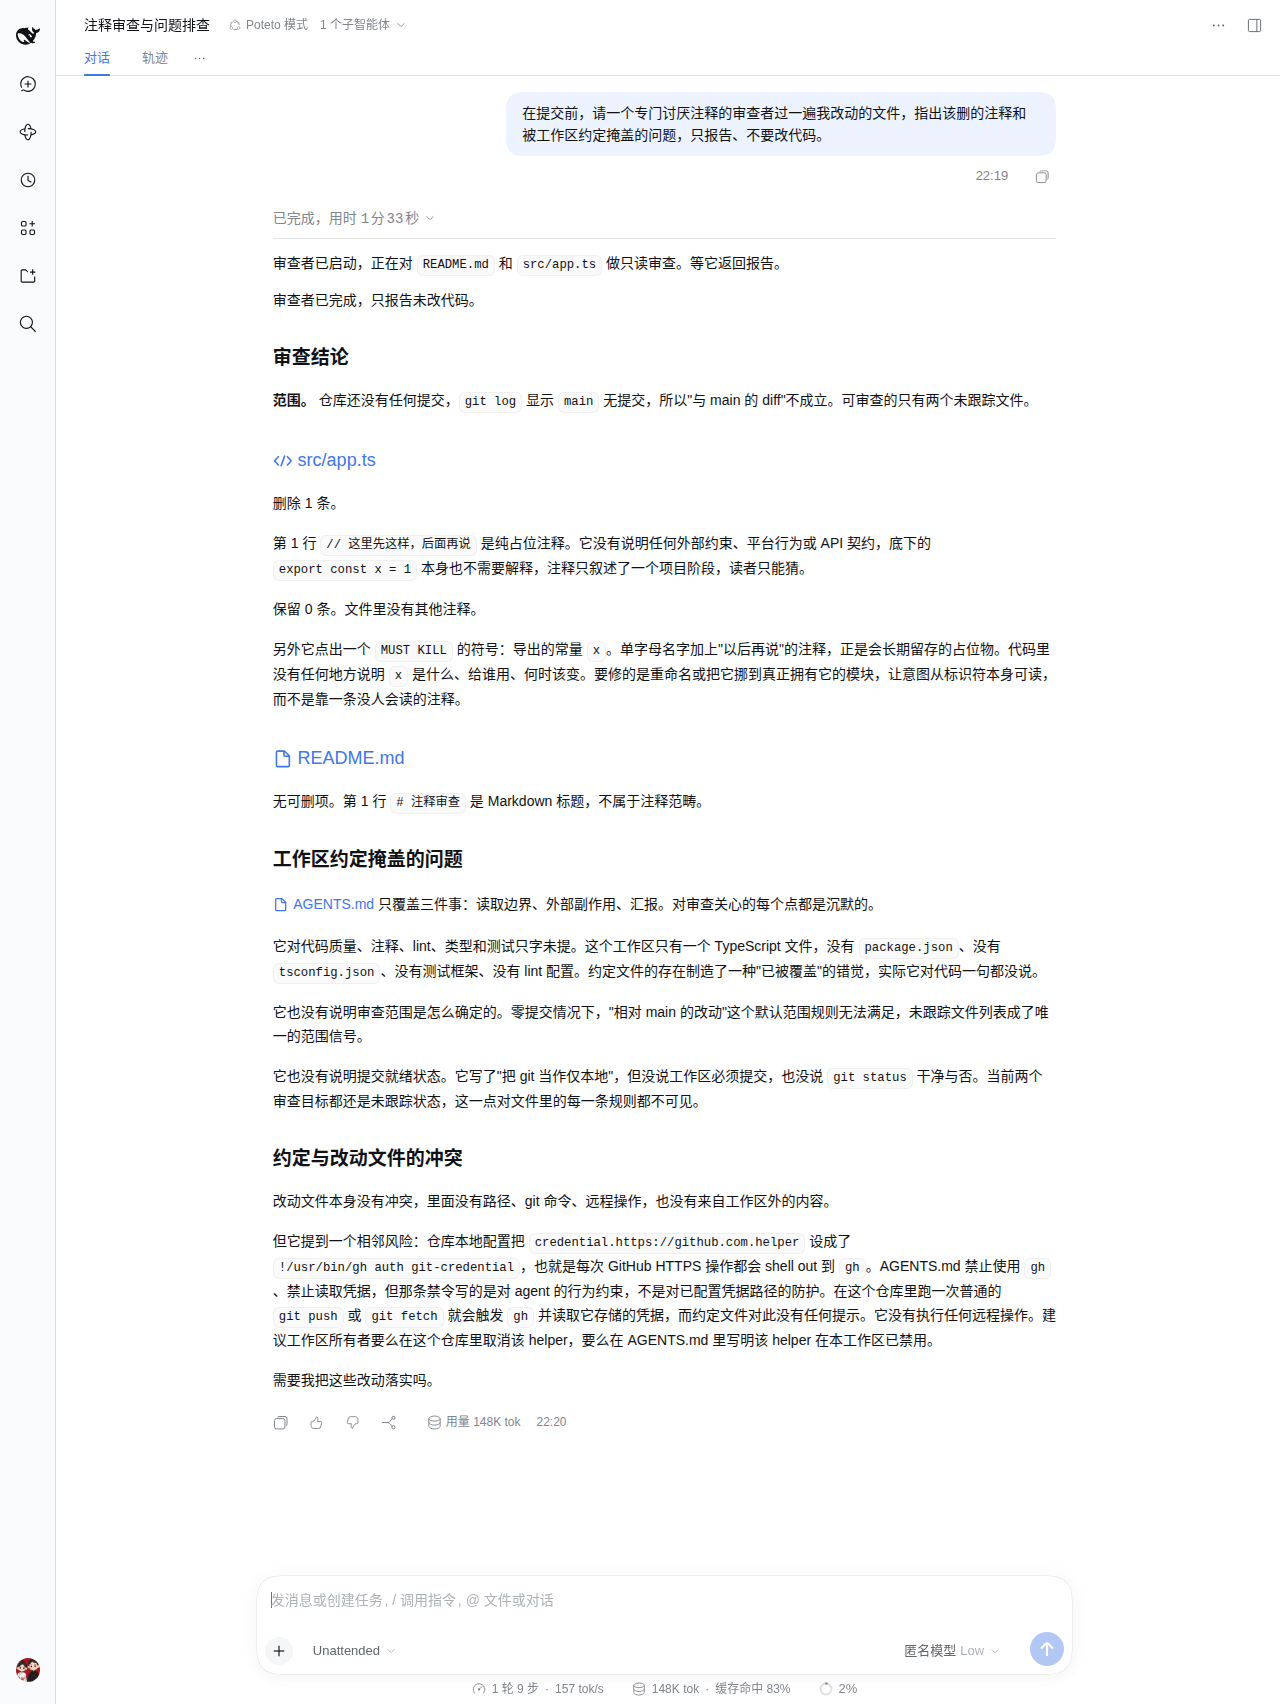 注释审查与问题排查 Poteto 模式 1 个子智能体
对话 轨迹 ···
在提交前，请一个专门讨厌注释的审查者过一遍我改动的文件，指出该删的注释和
被工作区约定掩盖的问题，只报告、不要改代码。
22:19
已完成，用时 1分33秒
审查者已启动，正在对 README.md 和 src/app.ts 做只读审查。等它返回报告。
审查者已完成，只报告未改代码。
审查结论
范围。 仓库还没有任何提交，git log 显示 main 无提交，所以"与 main 的 diff"不成立。可审查的只有两个未跟踪文件。
src/app.ts
删除 1 条。
第 1 行 // 这里先这样，后面再说 是纯占位注释。它没有说明任何外部约束、平台行为或 API 契约，底下的
export const x = 1 本身也不需要解释，注释只叙述了一个项目阶段，读者只能猜。
保留 0 条。文件里没有其他注释。
另外它点出一个 MUST KILL 的符号：导出的常量 x 。单字母名字加上"以后再说"的注释，正是会长期留存的占位物。代码里
没有任何地方说明 x 是什么、给谁用、何时该变。要修的是重命名或把它挪到真正拥有它的模块，让意图从标识符本身可读，
而不是靠一条没人会读的注释。
README.md
无可删项。第 1 行 # 注释审查 是 Markdown 标题，不属于注释范畴。
工作区约定掩盖的问题
AGENTS.md 只覆盖三件事：读取边界、外部副作用、汇报。对审查关心的每个点都是沉默的。
它对代码质量、注释、lint、类型和测试只字未提。这个工作区只有一个 TypeScript 文件，没有 package.json 、没有
tsconfig.json 、没有测试框架、没有 lint 配置。约定文件的存在制造了一种"已被覆盖"的错觉，实际它对代码一句都没说。
它也没有说明审查范围是怎么确定的。零提交情况下，"相对 main 的改动"这个默认范围规则无法满足，未跟踪文件列表成了唯
一的范围信号。
它也没有说明提交就绪状态。它写了"把 git 当作仅本地"，但没说工作区必须提交，也没说 git status 干净与否。当前两个
审查目标都还是未跟踪状态，这一点对文件里的每一条规则都不可见。
约定与改动文件的冲突
改动文件本身没有冲突，里面没有路径、git 命令、远程操作，也没有来自工作区外的内容。
但它提到一个相邻风险：仓库本地配置把 credential.https://github.com.helper 设成了
!/usr/bin/gh auth git-credential ，也就是每次 GitHub HTTPS 操作都会 shell out 到 gh 。AGENTS.md 禁止使用 gh
、禁止读取凭据，但那条禁令写的是对 agent 的行为约束，不是对已配置凭据路径的防护。在这个仓库里跑一次普通的
git push 或 git fetch 就会触发 gh 并读取它存储的凭据，而约定文件对此没有任何提示。它没有执行任何远程操作。建
议工作区所有者要么在这个仓库里取消该 helper，要么在 AGENTS.md 里写明该 helper 在本工作区已禁用。
需要我把这些改动落实吗。
用量 148K tok 22:20
发消息或创建任务, / 调用指令, @ 文件或对话
Unattended 匿名模型 Low
1 轮 9 步 · 157 tok/s 148K tok · 缓存命中 83% 2%